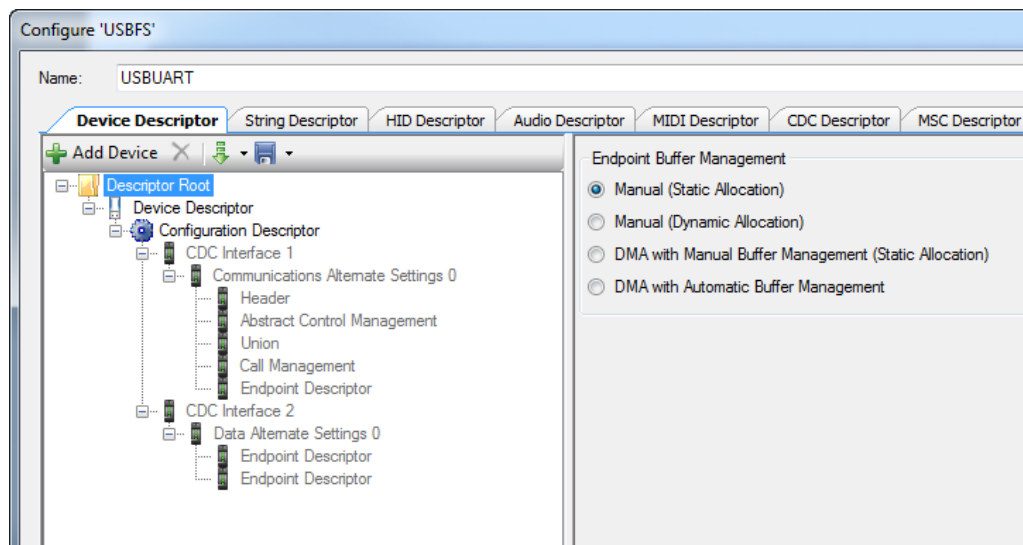 Configure 'USBFS'
Name: USBUART
Device Descriptor String Descriptor HID Descriptor Audio Descriptor MIDI Descriptor CDC Descriptor MSC Descriptor
Add Device
Descriptor Root
Device Descriptor
Configuration Descriptor
CDC Interface 1
Communications Alternate Settings 0
Header
Abstract Control Management
Union
Call Management
Endpoint Descriptor
CDC Interface 2
Data Alternate Settings 0
Endpoint Descriptor
Endpoint Descriptor
Endpoint Buffer Management
Manual (Static Allocation)
Manual (Dynamic Allocation)
DMA with Manual Buffer Management (Static Allocation)
DMA with Automatic Buffer Management